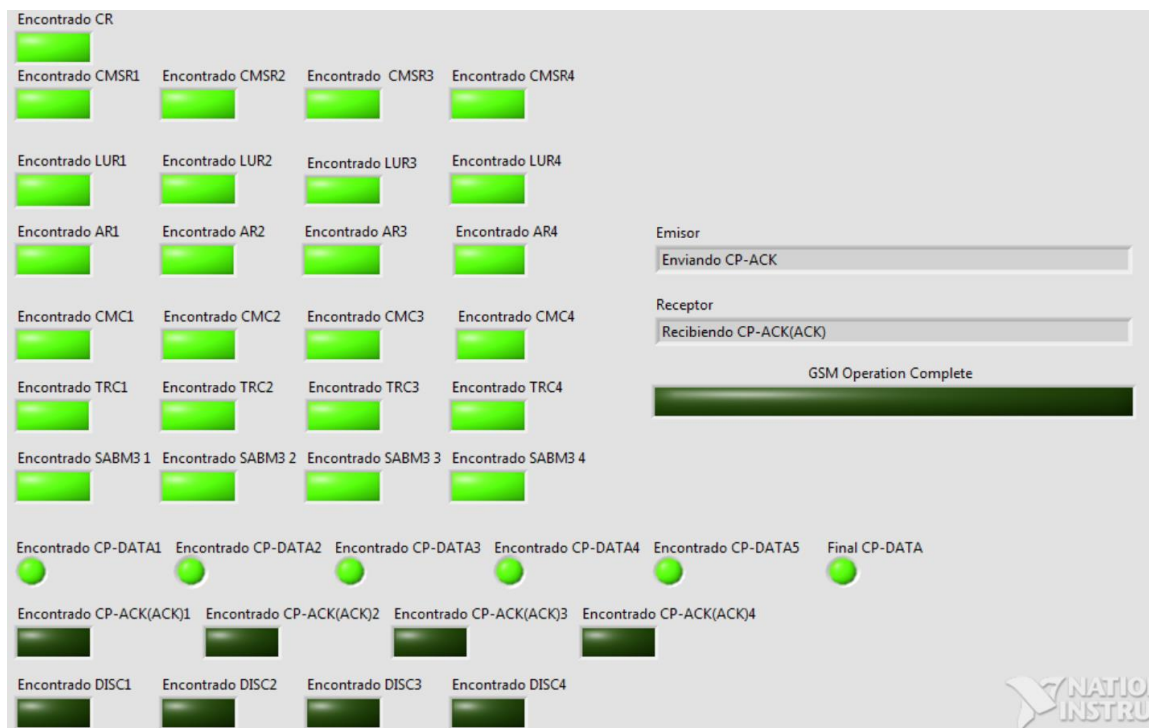 Encontrado CR
Encontrado CMSR1 Encontrado CMSR2 Encontrado CMSR3 Encontrado CMSR4
Encontrado LUR1 Encontrado LUR2 Encontrado LUR3 Encontrado LUR4
Encontrado AR1 Encontrado AR2 Encontrado AR3 Encontrado AR4
Emisor
Enviando CP-ACK
Receptor
Recibiendo CP-ACK(ACK)
Encontrado CMC1 Encontrado CMC2 Encontrado CMC3 Encontrado CMC4
GSM Operation Complete
Encontrado TRC1 Encontrado TRC2 Encontrado TRC3 Encontrado TRC4
Encontrado SABM3 1 Encontrado SABM3 2 Encontrado SABM3 3 Encontrado SABM3 4
Encontrado CP-DATA1 Encontrado CP-DATA2 Encontrado CP-DATA3 Encontrado CP-DATA4 Encontrado CP-DATA5 Final CP-DATA
Encontrado CP-ACK(ACK)1 Encontrado CP-ACK(ACK)2 Encontrado CP-ACK(ACK)3 Encontrado CP-ACK(ACK)4
Encontrado DISC1 Encontrado DISC2 Encontrado DISC3 Encontrado DISC4
NATIO
INSTRU